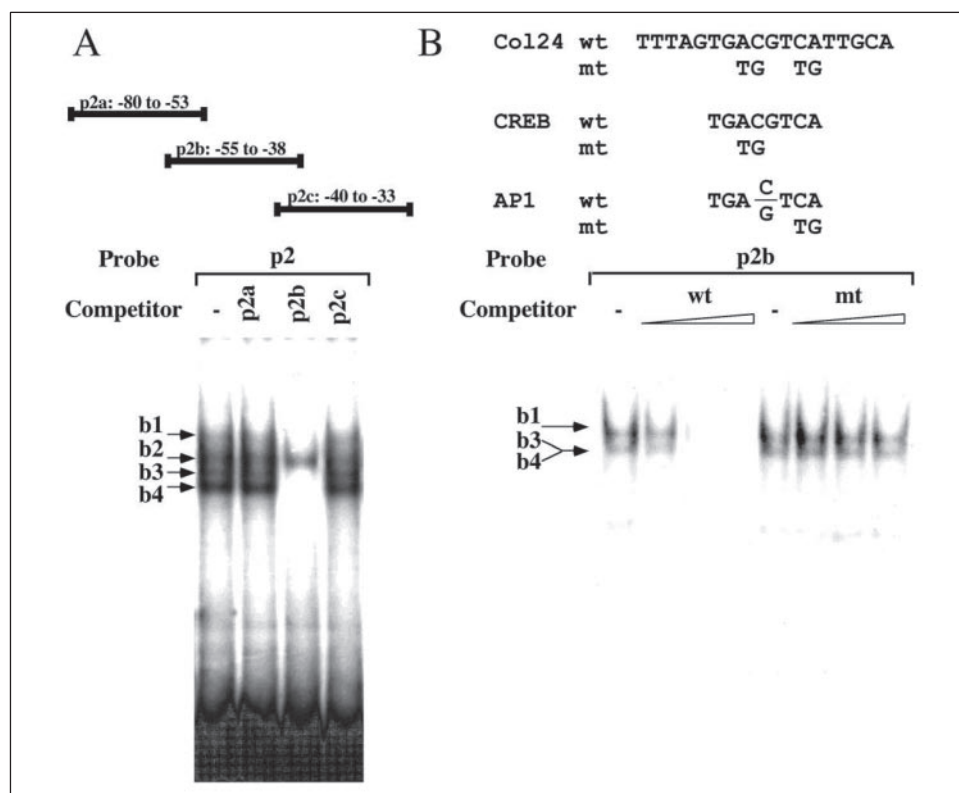 A
p2a: -80 to -53
p2b: -55 to -38
p2c: -40 to -33
Probe p2
Competitor - p2a p2b p2c
b1
b2
b3
b4
B
Col24 wt TTTAGTGACGTCATTGCA
mt TG TG
CREB wt TGACGTCA
mt TG
AP1 wt TGA C/G TCA
mt TG
Probe p2b
Competitor - wt - mt
b1
b3
b4